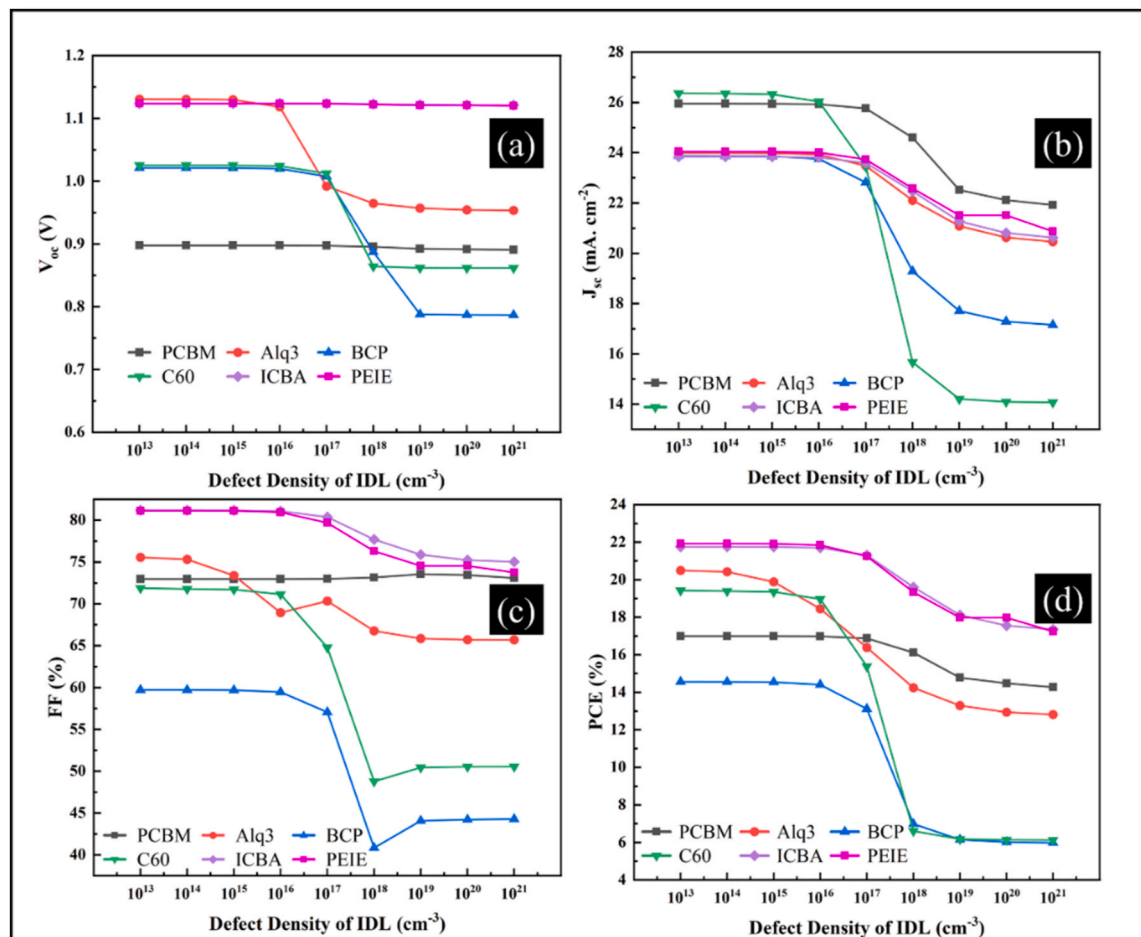 1.2
1.1
1.0
0.9
0.8
0.7
0.6
V_oc (V)
(a)
PCBM Alq3 BCP
C60 ICBA PEIE
10^13 10^14 10^15 10^16 10^17 10^18 10^19 10^20 10^21
Defect Density of IDL (cm^-3)
28
26
24
22
20
18
16
14
J_sc (mA. cm^-2)
(b)
PCBM Alq3 BCP
C60 ICBA PEIE
10^13 10^14 10^15 10^16 10^17 10^18 10^19 10^20 10^21
Defect Density of IDL (cm^-3)
80
75
70
65
60
55
50
45
40
FF (%)
(c)
PCBM Alq3 BCP
C60 ICBA PEIE
10^13 10^14 10^15 10^16 10^17 10^18 10^19 10^20 10^21
Defect Density of IDL (cm^-3)
24
22
20
18
16
14
12
10
8
6
4
PCE (%)
(d)
PCBM Alq3 BCP
C60 ICBA PEIE
10^13 10^14 10^15 10^16 10^17 10^18 10^19 10^20 10^21
Defect Density of IDL (cm^-3)